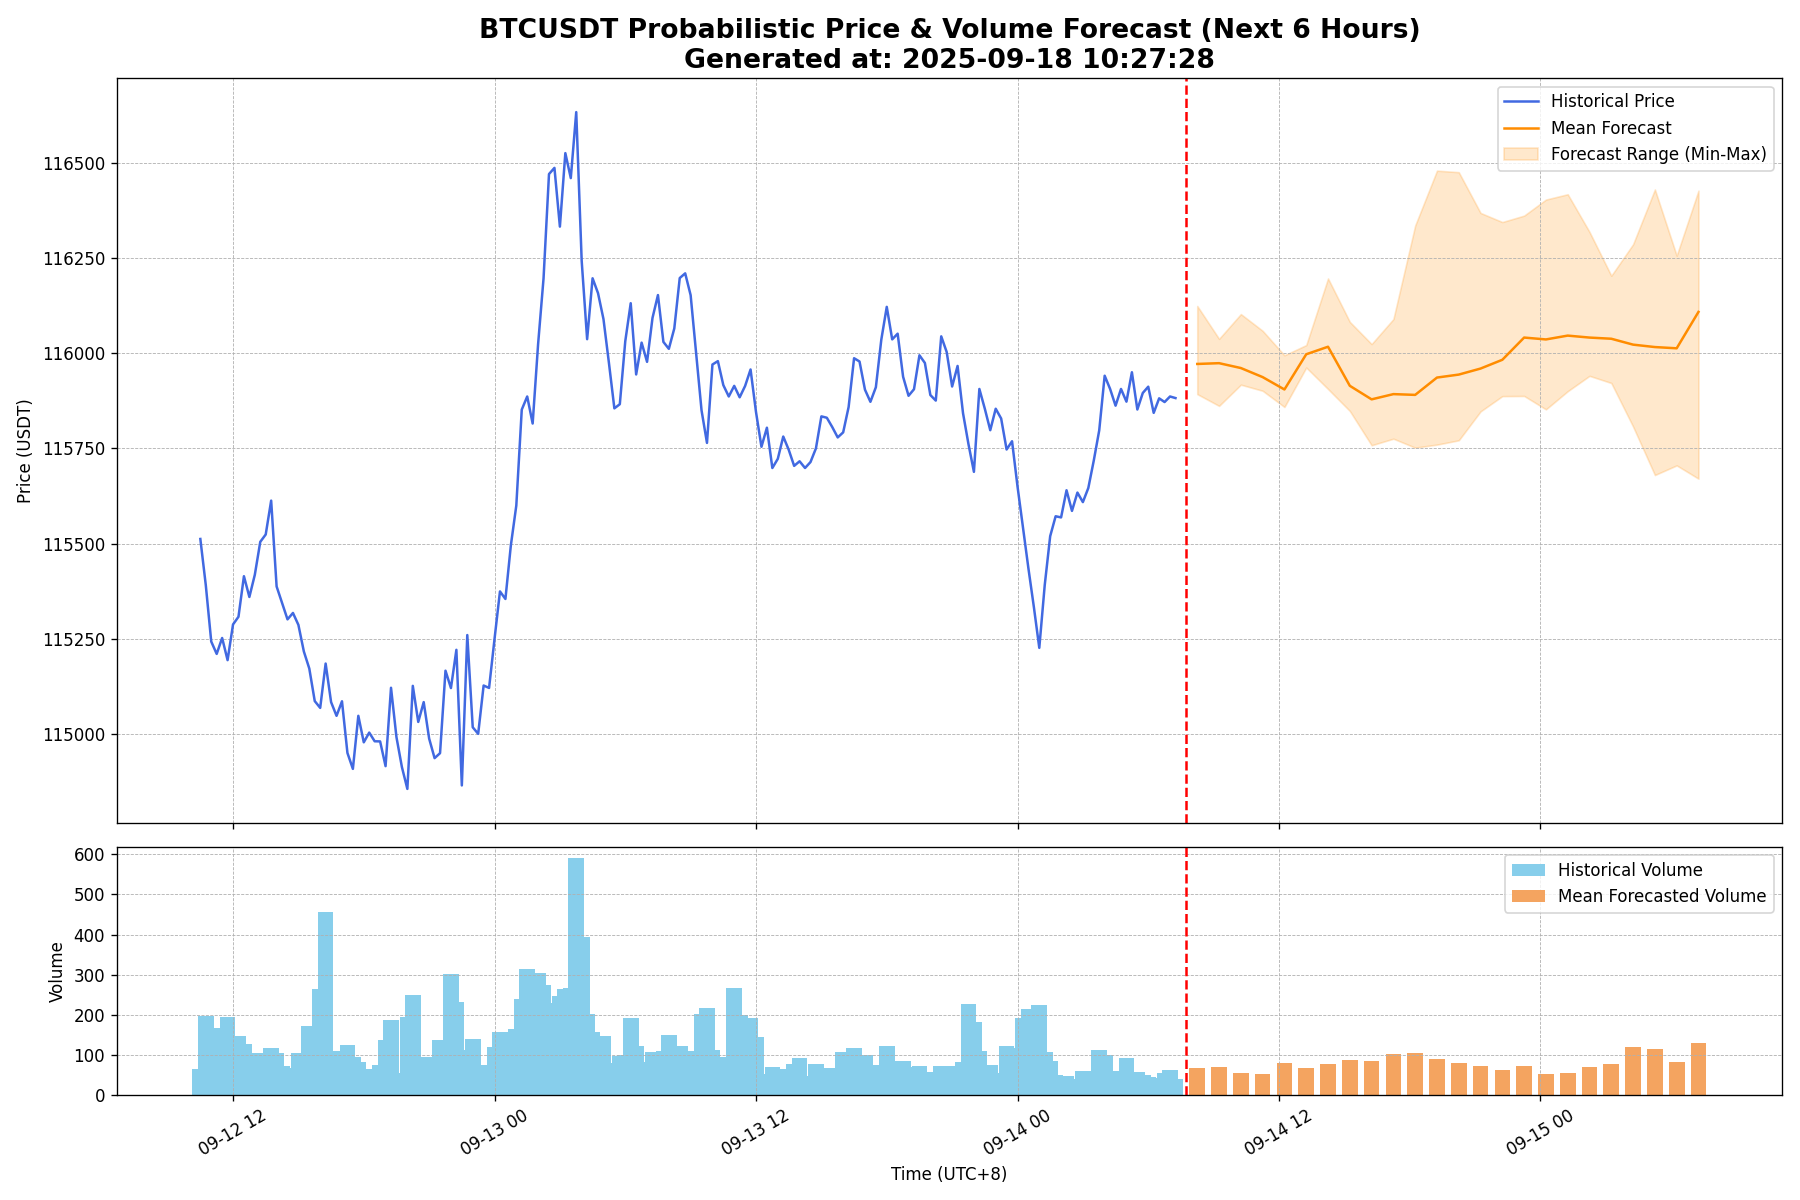 BTCUSDT Probabilistic Price & Volume Forecast (Next 6 Hours)
Generated at: 2025-09-18 10:27:28
Historical Price
Mean Forecast
Forecast Range (Min-Max)
Price (USDT)
116500
116250
116000
115750
115500
115250
115000
Historical Volume
Mean Forecasted Volume
Volume
600
500
400
300
200
100
0
09-12 12
09-13 00
09-13 12
09-14 00
09-14 12
09-15 00
Time (UTC+8)